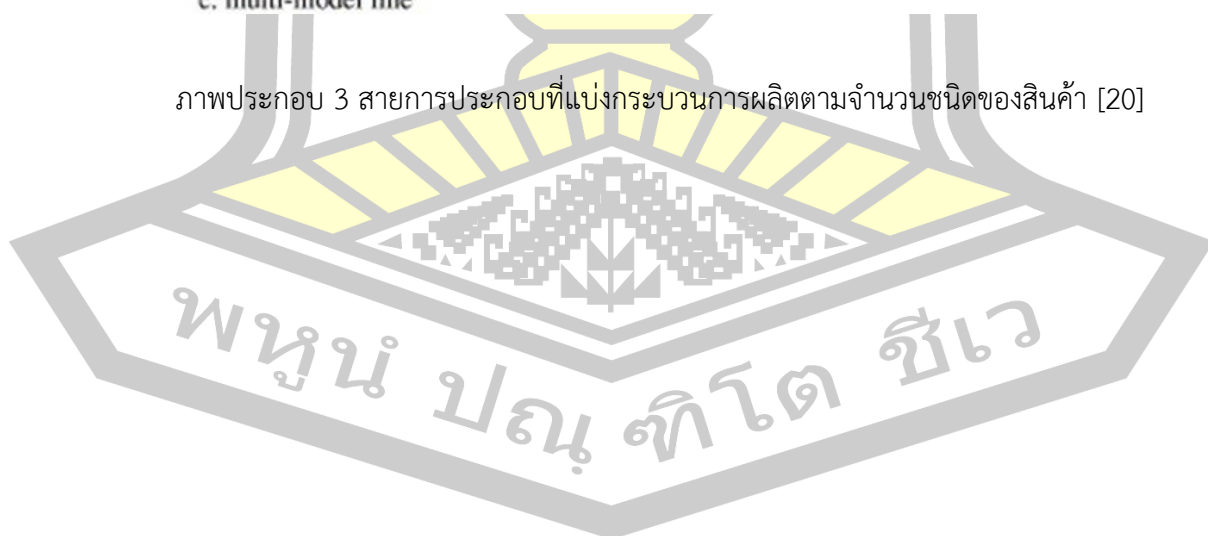 c. multi-model line
ภาพประกอบ 3 สายการประกอบที่แบ่งกระบวนการผลิตตามจำนวนชนิดของสินค้า [20]
พหูนํ ปณฺฑิโต ชีเว